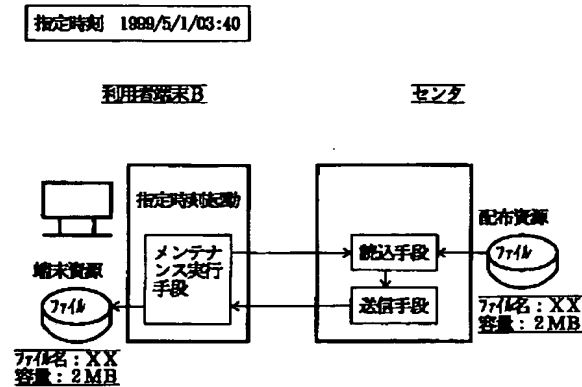 指定時刻 1999/5/1/03:40
利用者端末B
センタ
指定時刻起動
配布資源
メンテナ
ンス実行
手段
読込手段
ファイル
端末資源
送信手段
ファイル
ファイル名：XX
容量：2MB
ファイル名：XX
容量：2MB